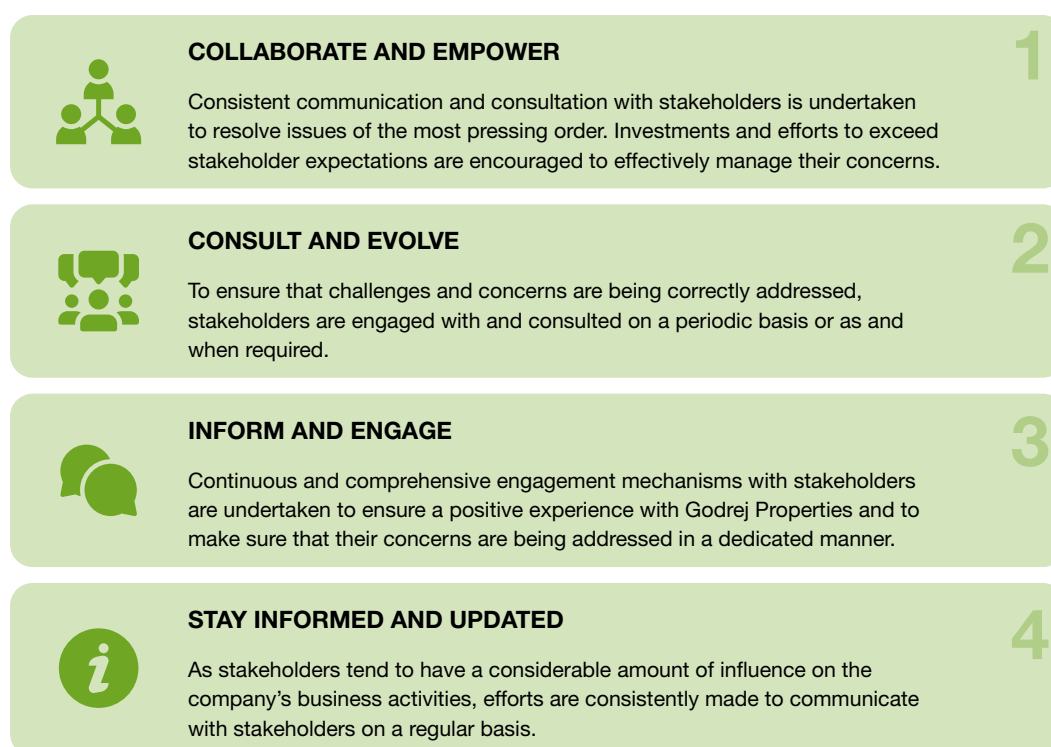 COLLABORATE AND EMPOWER
1
Consistent communication and consultation with stakeholders is undertaken
to resolve issues of the most pressing order. Investments and efforts to exceed
stakeholder expectations are encouraged to effectively manage their concerns.
CONSULT AND EVOLVE
2
To ensure that challenges and concerns are being correctly addressed,
stakeholders are engaged with and consulted on a periodic basis or as and
when required.
INFORM AND ENGAGE
3
Continuous and comprehensive engagement mechanisms with stakeholders
are undertaken to ensure a positive experience with Godrej Properties and to
make sure that their concerns are being addressed in a dedicated manner.
STAY INFORMED AND UPDATED
4
As stakeholders tend to have a considerable amount of influence on the
company’s business activities, efforts are consistently made to communicate
with stakeholders on a regular basis.